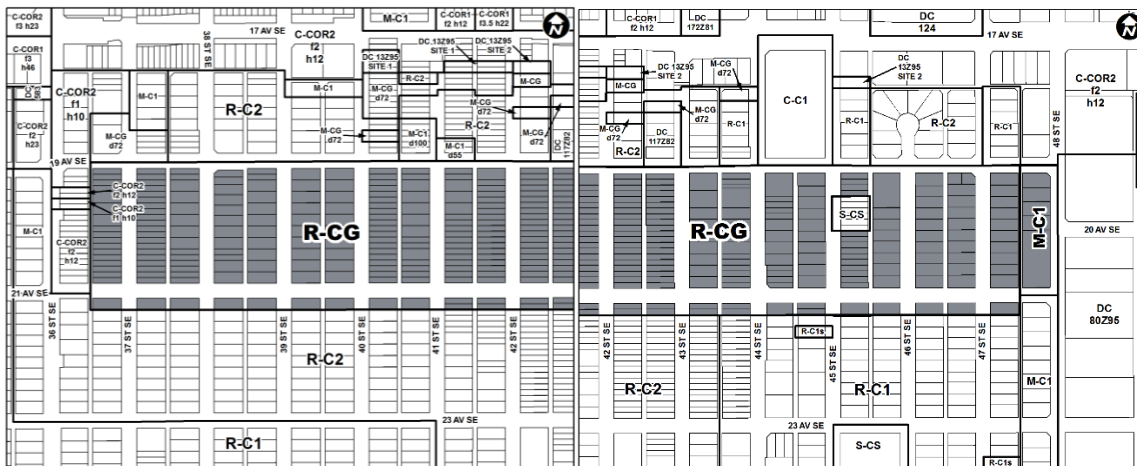 C-COR2
f3 h23
M-C1
C-COR1
f2 h12
C-COR1
f3.5 h22
N
17 AV SE
38 ST SE
C-COR2
f2
h12
DC 13Z95
SITE 1
DC 13Z95
SITE 1
DC 13Z95
SITE 2
C-COR1
f3
h46
C-COR2
f1
h10
M-C1
R-C2
M-C1
R-C2
M-CG
d72
M-CG
M-CG
d72
R-C2
C-COR2
f2
h23
M-CG
d72
M-CG
d72
M-C1
d100
M-C1
d55
M-CG
d72
DC
117Z82
19 AV SE
C-COR2
f2 h12
C-COR2
f1 h10
M-C1
C-COR2
f2
h12
R-CG
21 AV SE
36 ST SE
37 ST SE
39 ST SE
40 ST SE
41 ST SE
42 ST SE
R-C2
23 AV SE
R-C1
C-COR1
f2 h12
DC
172Z81
DC
124
N
17 AV SE
DC 13Z95
SITE 2
M-CG
M-CG
d72
M-CG
d72
DC 13Z95
SITE 2
C-COR2
f2
h12
C-C1
M-CG
d72
R-C2
DC
117Z82
R-C1
R-C1
R-C2
R-C1
48 ST SE
R-CG
S-CS
M-C1
20 AV SE
DC
80Z95
42 ST SE
43 ST SE
44 ST SE
R-C1s
45 ST SE
46 ST SE
47 ST SE
R-C2
R-C1
M-C1
23 AV SE
S-CS
R-C1s